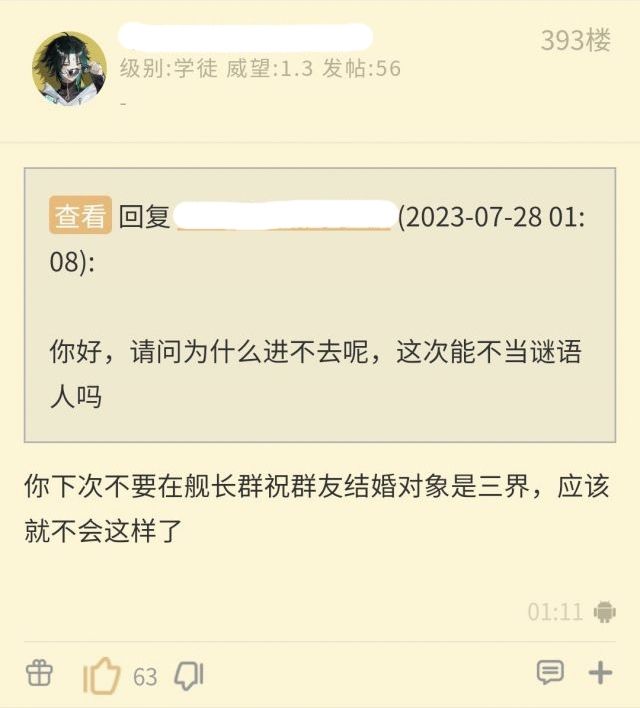 393楼
级别:学徒 威望:1.3 发帖:56
-
查看 回复 (2023-07-28 01:
08):
你好，请问为什么进不去呢，这次能不当谜语
人吗
你下次不要在舰长群祝群友结婚对象是三界，应该
就不会这样了
01:11
63